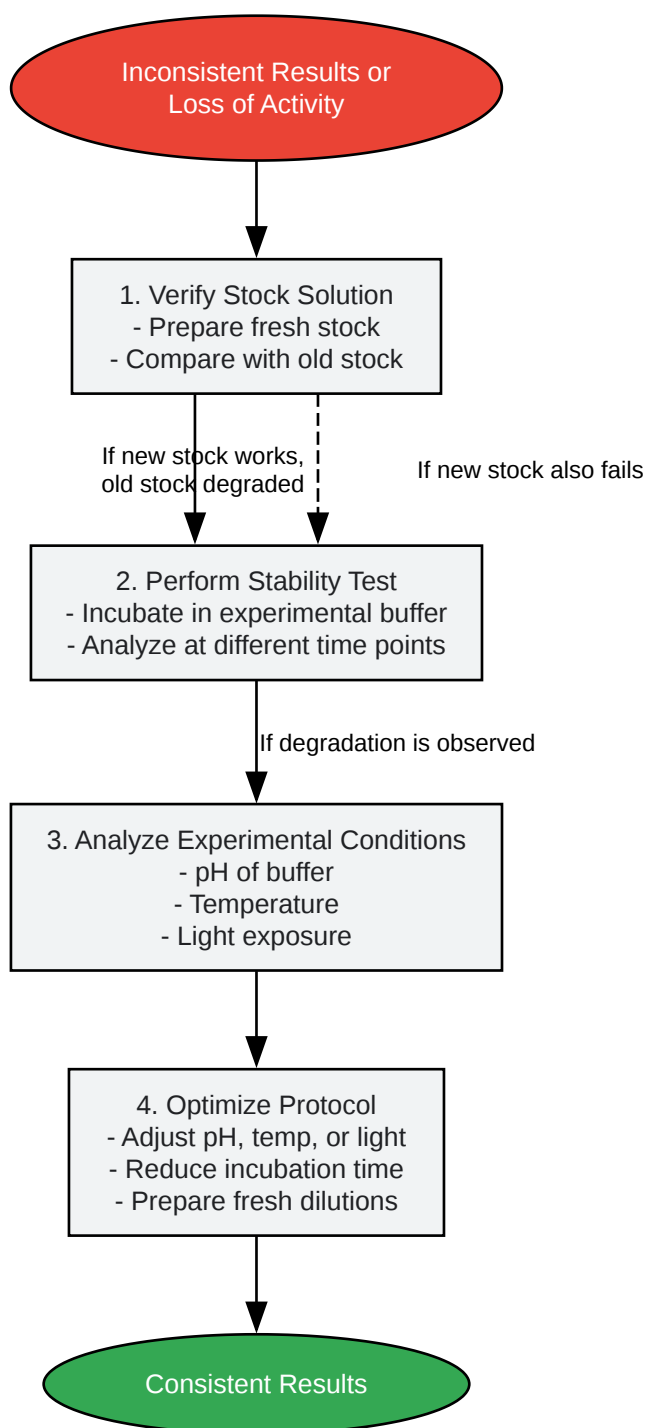 Inconsistent Results or
Loss of Activity
1. Verify Stock Solution
- Prepare fresh stock
- Compare with old stock
If new stock works,
old stock degraded
If new stock also fails
2. Perform Stability Test
- Incubate in experimental buffer
- Analyze at different time points
If degradation is observed
3. Analyze Experimental Conditions
- pH of buffer
- Temperature
- Light exposure
4. Optimize Protocol
- Adjust pH, temp, or light
- Reduce incubation time
- Prepare fresh dilutions
Consistent Results